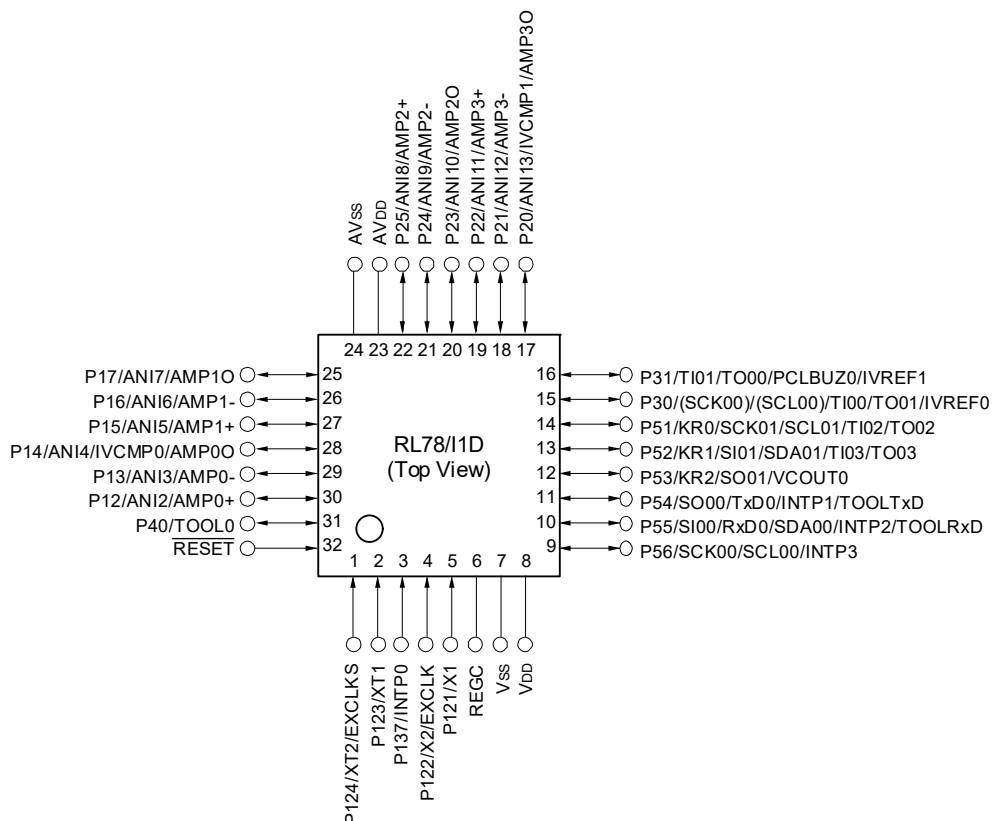 AVSS
AVDD
P25/ANI8/AMP2+
P24/ANI9/AMP2-
P23/ANI10/AMP2O
P22/ANI11/AMP3+
P21/ANI12/AMP3-
P20/ANI13/IVCMP1/AMP3O
24 23 22 21 20 19 18 17
P17/ANI7/AMP1O 25
P16/ANI6/AMP1- 26
P15/ANI5/AMP1+ 27
P14/ANI4/IVCMP0/AMP0O 28
P13/ANI3/AMP0- 29
P12/ANI2/AMP0+ 30
P40/TOOL0 31
RESET 32
RL78/I1D
(Top View)
16 P31/TI01/TO00/PCLBUZ0/IVREF1
15 P30/(SCK00)/(SCL00)/TI00/TO01/IVREF0
14 P51/KR0/SCK01/SCL01/TI02/TO02
13 P52/KR1/SI01/SDA01/TI03/TO03
12 P53/KR2/SO01/VCOUT0
11 P54/SO00/TxD0/INTP1/TOOLTxD
10 P55/SI00/RxD0/SDA00/INTP2/TOOLRxD
9 P56/SCK00/SCL00/INTP3
1 2 3 4 5 6 7 8
P124/XT2/EXCLKS
P123/XT1
P137/INTP0
P122/X2/EXCLK
P121/X1
REGC
VSS
VDD